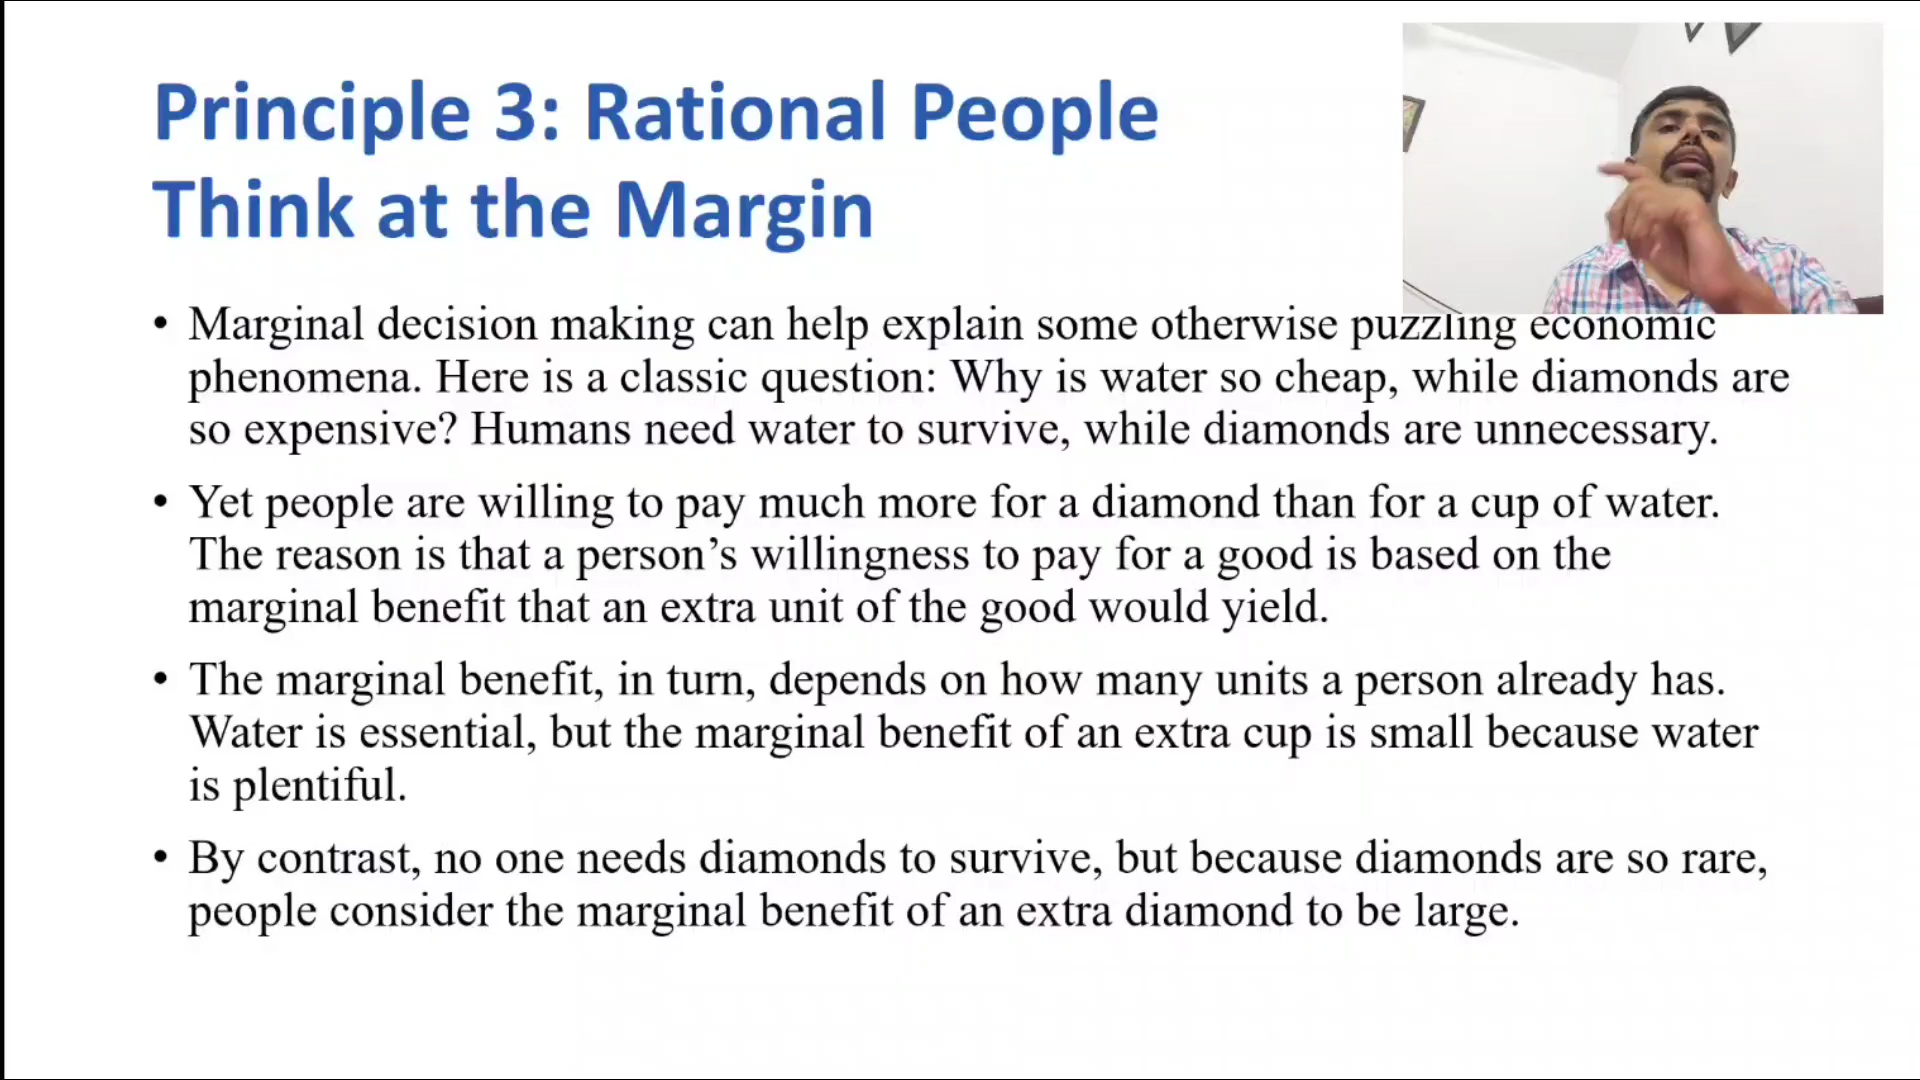 Principle 3: Rational People
Think at the Margin
• Marginal decision making can help explain some otherwise puzzling economic
phenomena. Here is a classic question: Why is water so cheap, while diamonds are
so expensive? Humans need water to survive, while diamonds are unnecessary.
• Yet people are willing to pay much more for a diamond than for a cup of water.
The reason is that a person’s willingness to pay for a good is based on the
marginal benefit that an extra unit of the good would yield.
• The marginal benefit, in turn, depends on how many units a person already has.
Water is essential, but the marginal benefit of an extra cup is small because water
is plentiful.
• By contrast, no one needs diamonds to survive, but because diamonds are so rare,
people consider the marginal benefit of an extra diamond to be large.